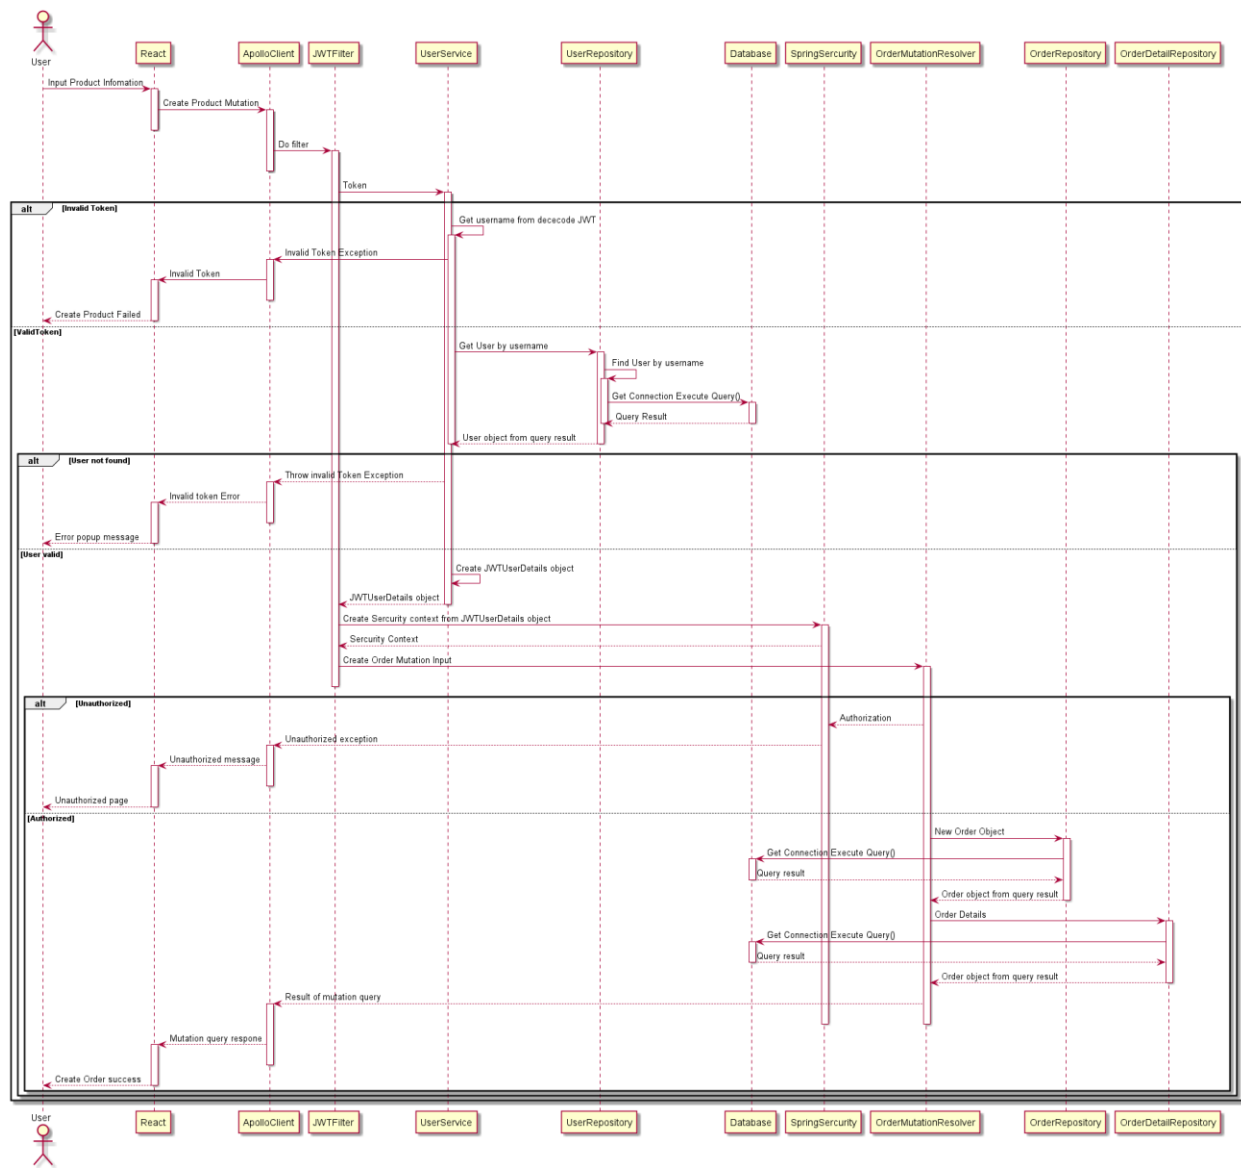 User
React
ApolloClient
JWTFilter
UserService
UserRepository
Database
SpringSercurity
OrderMutationResolver
OrderRepository
OrderDetailRepository
Input Product Infomation
Create Product Mutation
Do filter
Token
alt
[Invalid Token]
Get username from dececode JWT
Invalid Token Exception
Invalid Token
Create Product Failed
[ValidToken]
Get User by username
Find User by username
Get Connection Execute Query()
Query Result
User object from query result
alt
[User not found]
Throw invalid Token Exception
Invalid token Error
Error popup message
[User valid]
Create JWTUserDetails object
JWTUserDetails object
Create Sercurity context from JWTUserDetails object
Sercurity Context
Create Order Mutation Input
alt
[Unauthorized]
Authorization
Unauthorized exception
Unauthorized message
Unauthorized page
[Authorized]
New Order Object
Get Connection Execute Query()
Query result
Order object from query result
Order Details
Get Connection Execute Query()
Query result
Order object from query result
Result of mutation query
Mutation query respone
Create Order success
User
React
ApolloClient
JWTFilter
UserService
UserRepository
Database
SpringSercurity
OrderMutationResolver
OrderRepository
OrderDetailRepository